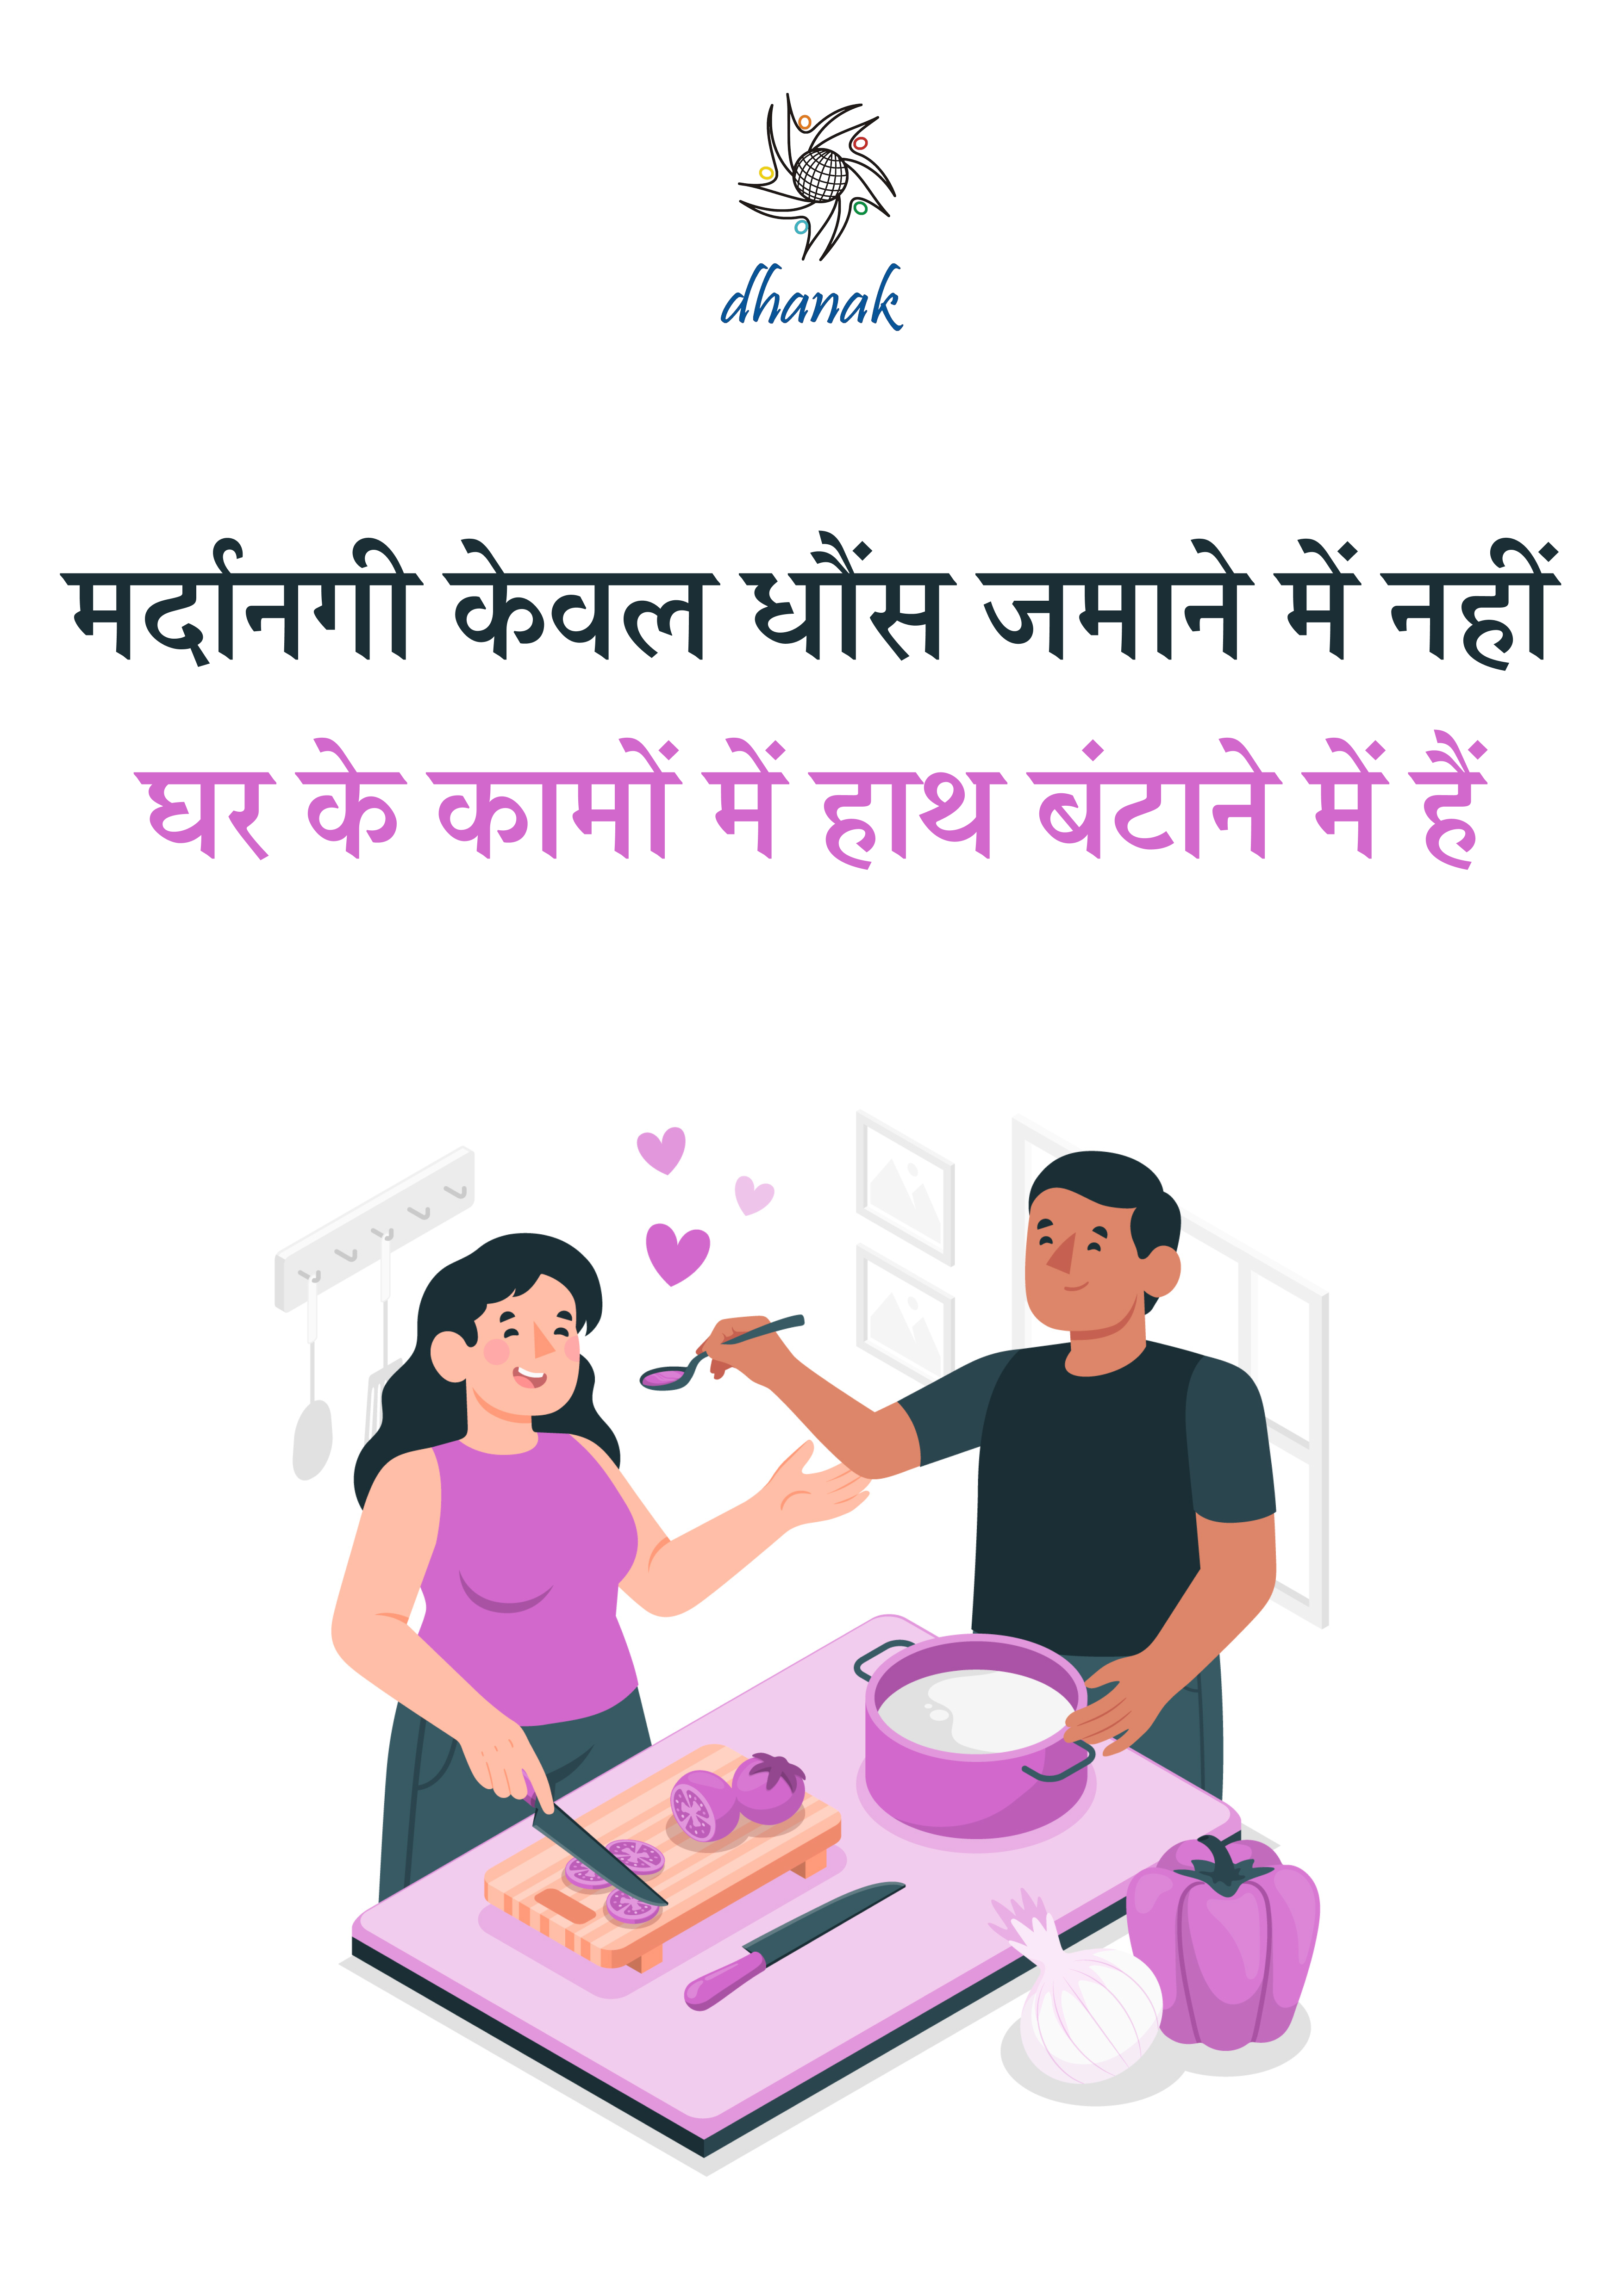 dhanak
मर्दानगी केवल धौंस जमाने में नहीं
घर के कामों में हाथ बंटाने में हैं